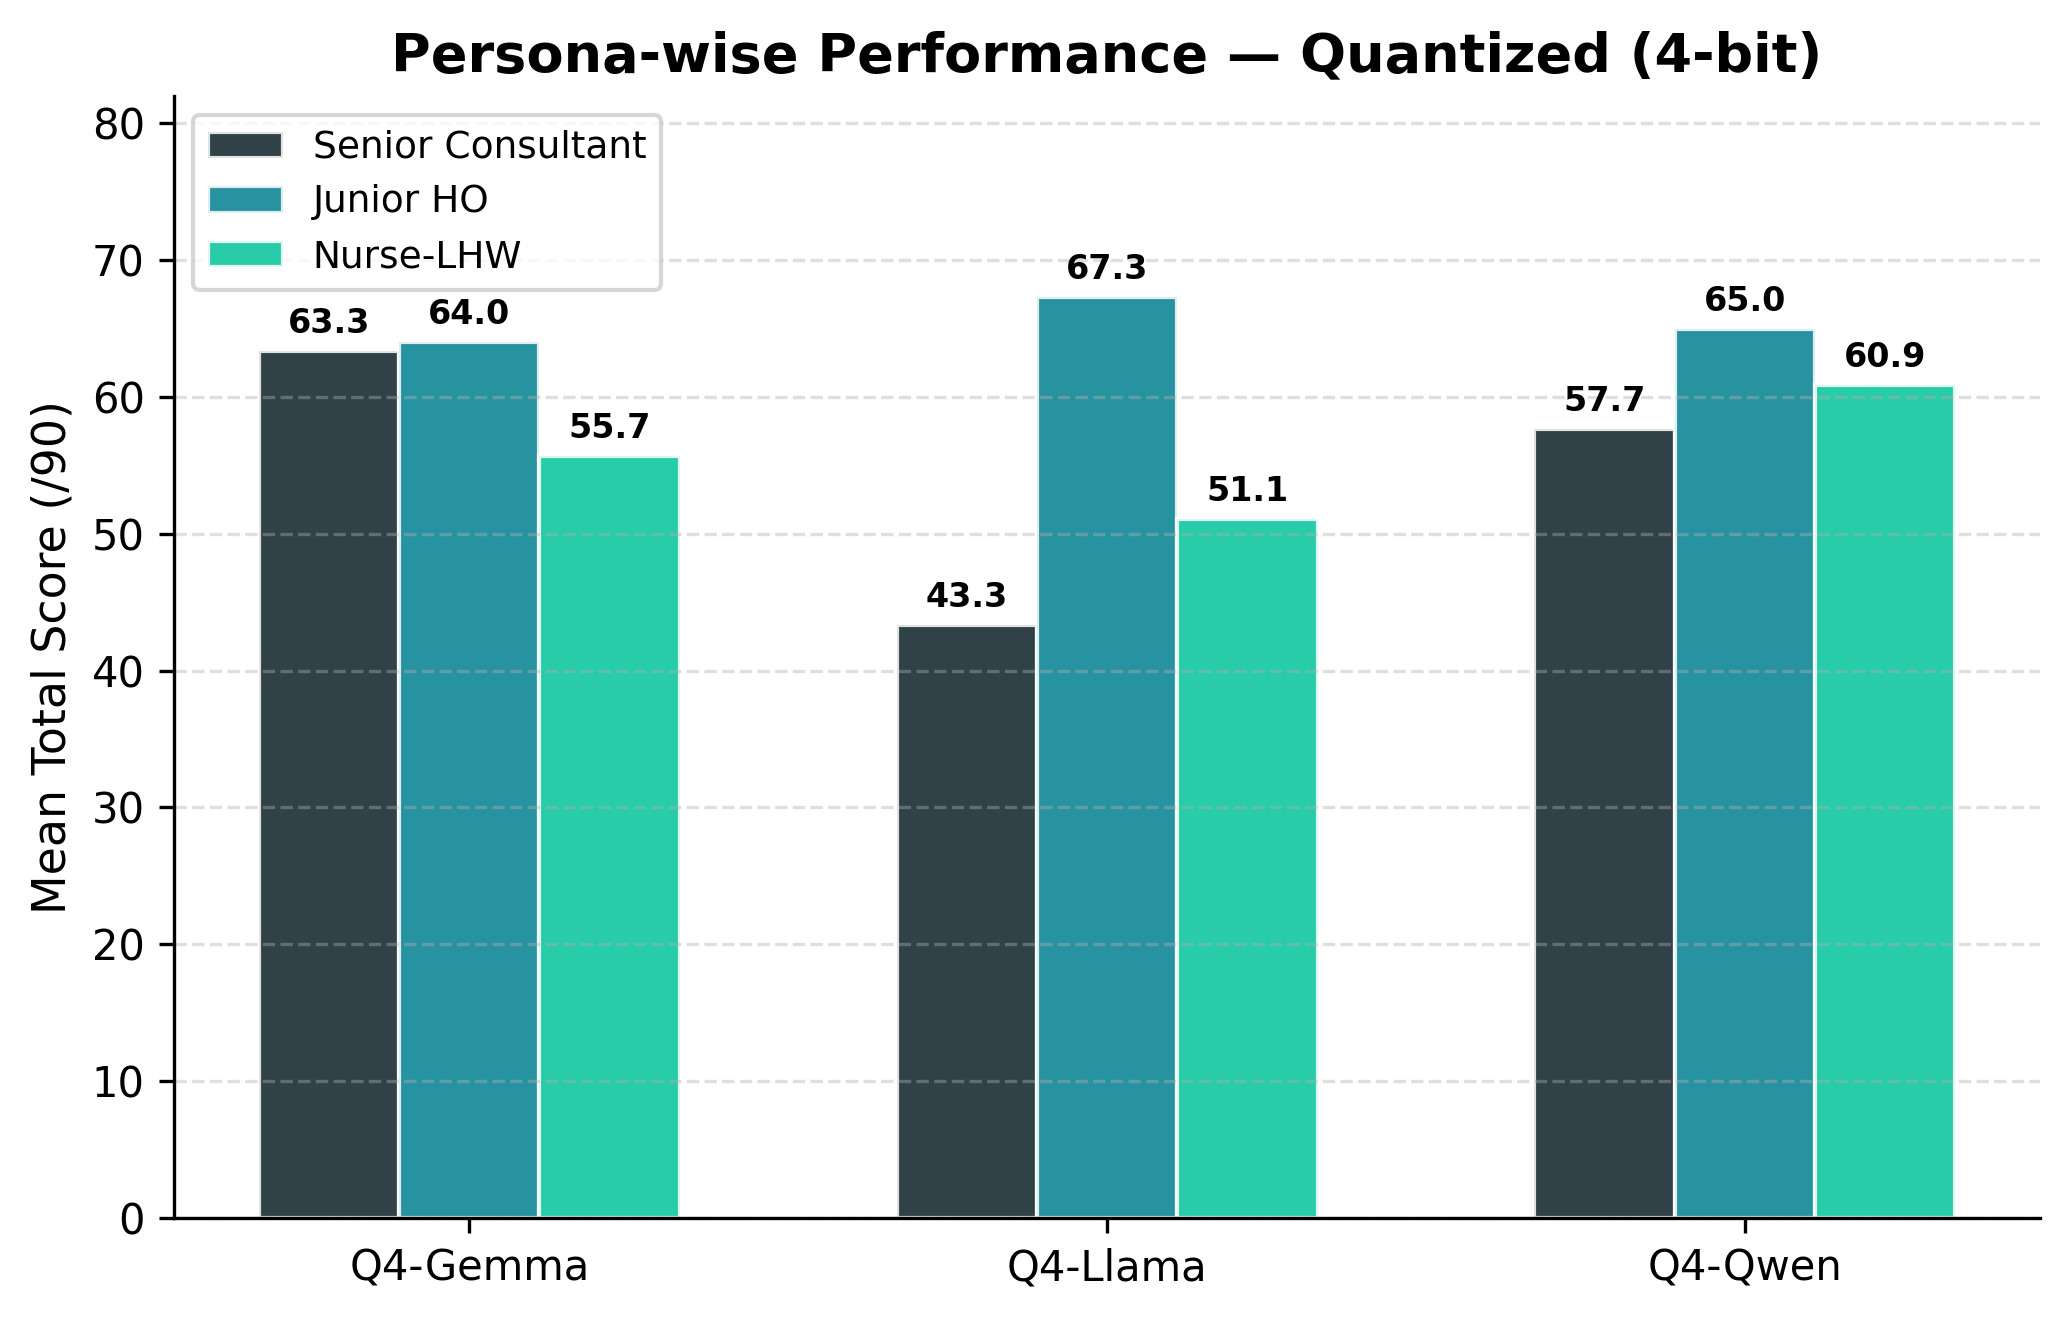 Persona-wise Performance — Quantized (4-bit)
Mean Total Score (/90)
80
70
60
50
40
30
20
10
0
Senior Consultant
Junior HO
Nurse-LHW
63.3
64.0
55.7
43.3
67.3
51.1
57.7
65.0
60.9
Q4-Gemma
Q4-Llama
Q4-Qwen